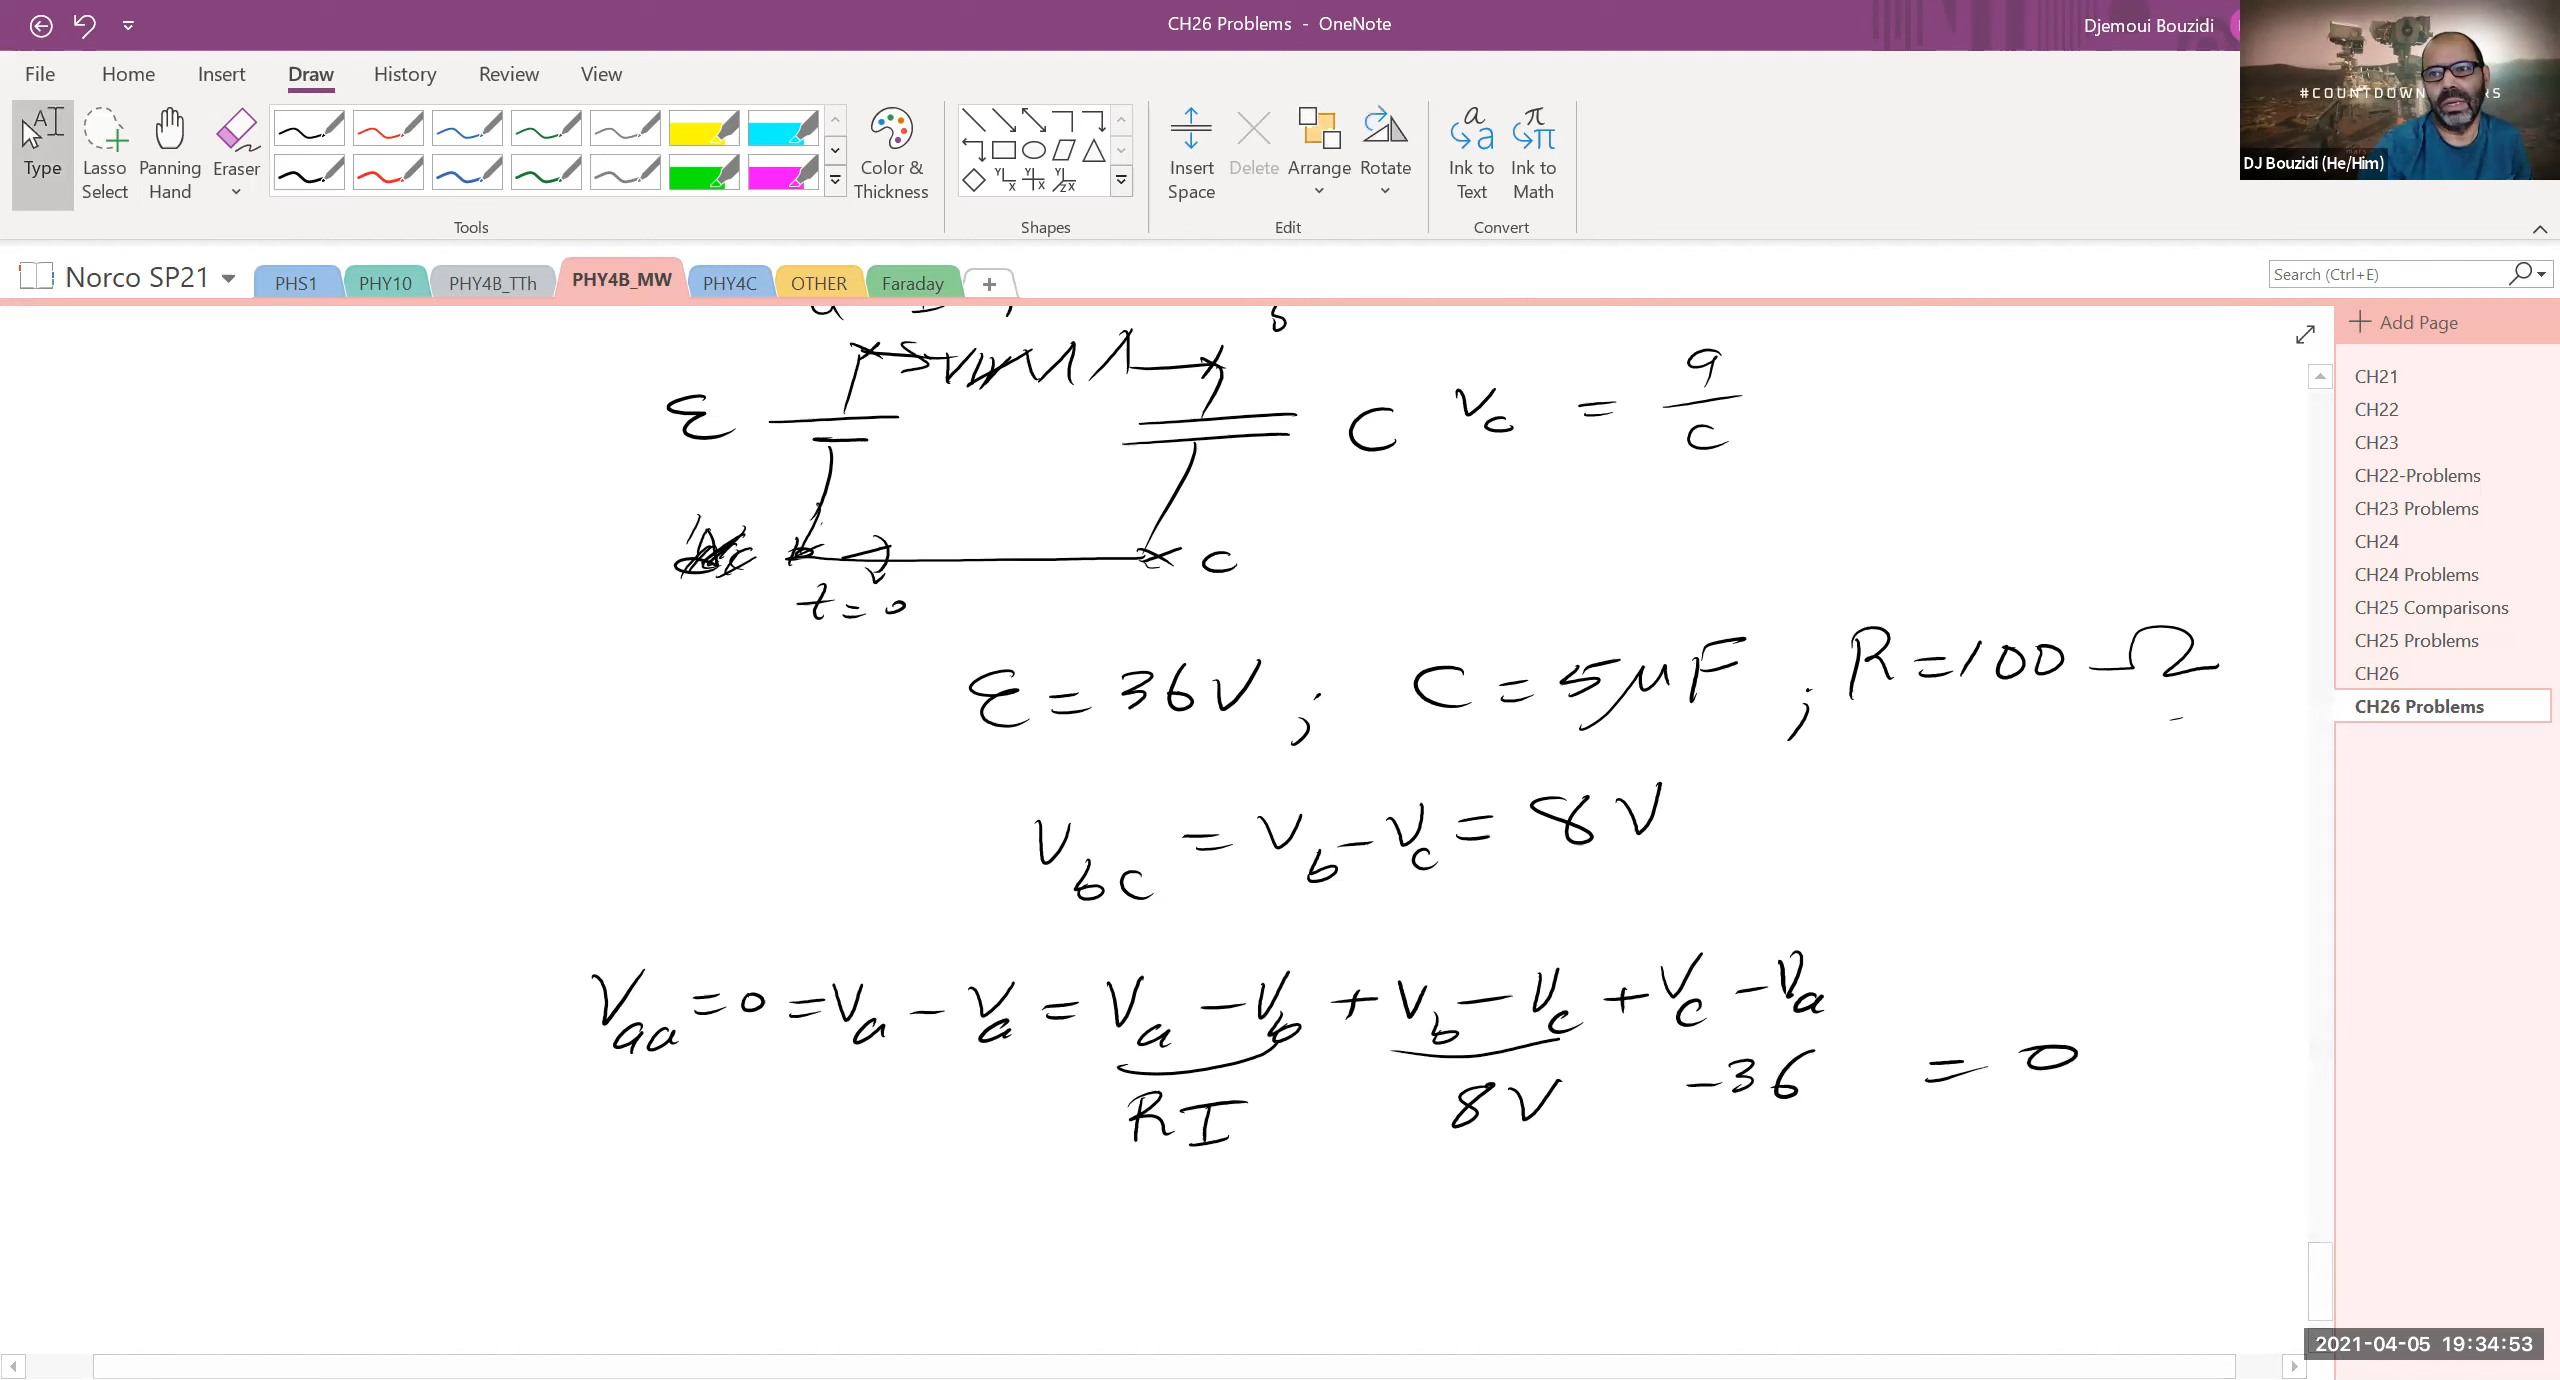 CH26 Problems - OneNote
Djemoui Bouzidi
#COUNTDOWN
DJ Bouzidi (He/Him)
File Home Insert Draw History Review View
Type
Lasso Select
Panning Hand
Eraser
Color & Thickness
Insert Space
Delete
Arrange
Rotate
Ink to Text
Ink to Math
Tools Shapes Edit Convert
Norco SP21
PHS1 PHY10 PHY4B_TTh PHY4B_MW PHY4C OTHER Faraday +
Search (Ctrl+E)
Add Page
CH21
CH22
CH23
CH22-Problems
CH23 Problems
CH24
CH24 Problems
CH25 Comparisons
CH25 Problems
CH26
CH26 Problems
b
ε C Vc = q/c
c
t=0
ε = 36V ; C = 5μF ; R=100 Ω
Vbc = Vb - Vc = 8V
Vaa = 0 = Va - Va = Va - Vb + Vb - Vc + Vc - Va
RI 8V -36 = 0
2021-04-05 19:34:53